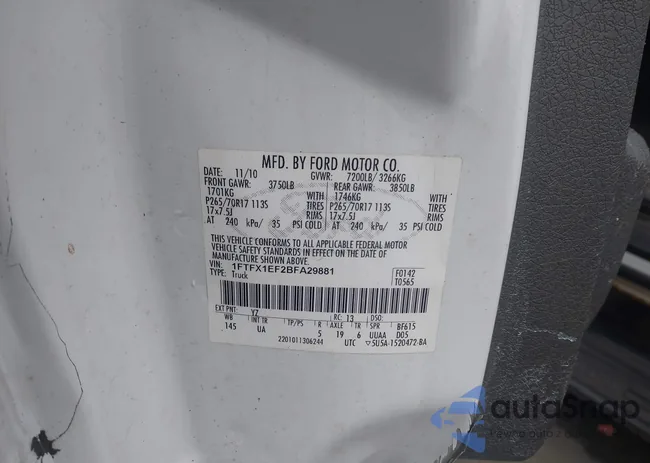 MFD. BY FORD MOTOR CO.
DATE: 11/10 GVWR: 7200LB/ 3266KG
FRONT GAWR: 3750LB REAR GAWR: 3850LB
1701KG WITH 1746KG WITH
P265/70R17 113S TIRES P265/70R17 113S TIRES
17x7.5J RIMS 17x7.5J RIMS
AT 240 kPa/ 35 PSI COLD AT 240 kPa/ 35 PSI COLD
THIS VEHICLE CONFORMS TO ALL APPLICABLE FEDERAL MOTOR
VEHICLE SAFETY STANDARDS IN EFFECT ON THE DATE OF
MANUFACTURE SHOWN ABOVE.
VIN: 1FTFX1EF2BFA29881 F0142
TYPE: Truck T0565
EXT PNT: YZ RC: 13 DSO:
WB INT TR TP/PS R AXLE TR SPR BF615
145 UA 5 19 6 UUAA D05
2201011306244 UTC ▽SU5A-1520472-BA
autoSnap